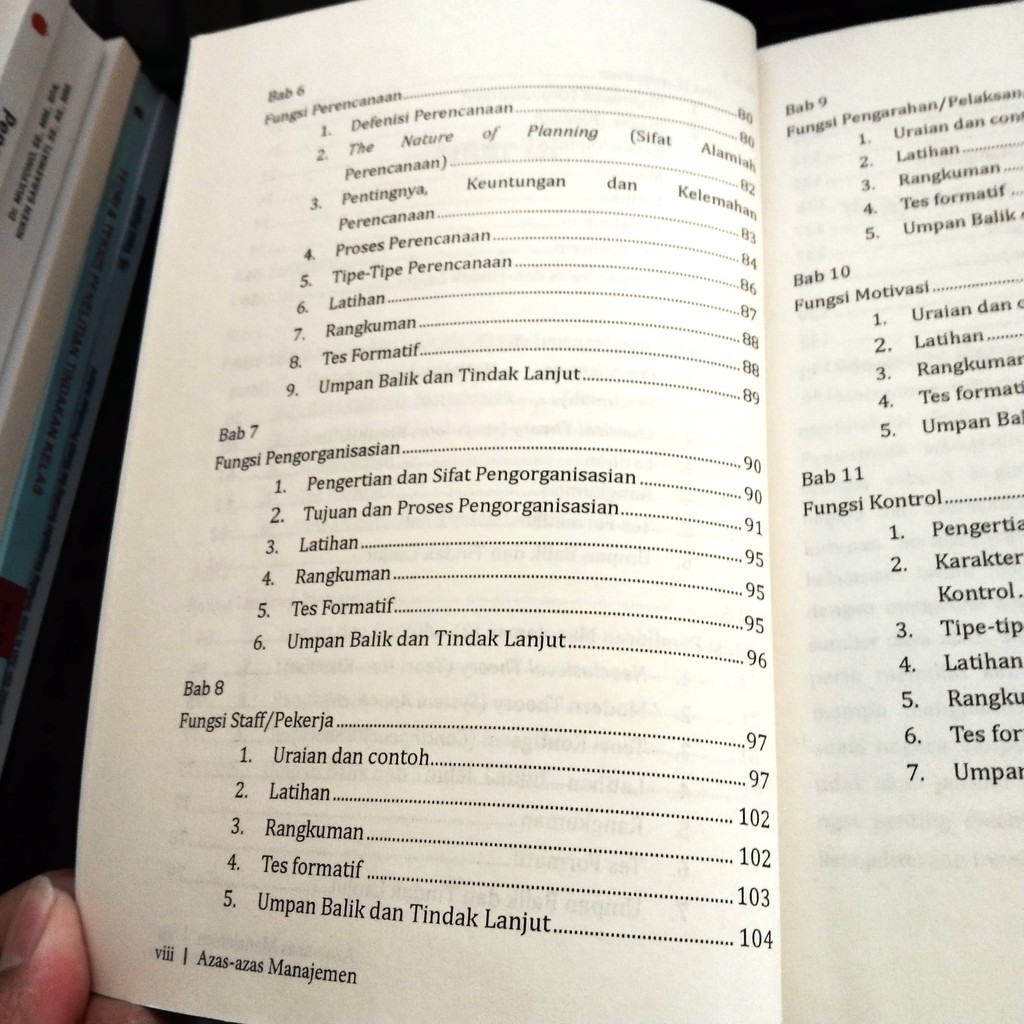 Bab 6
Fungsi Perencanaan.....80
1. Defenisi Perencanaan.....80
2. The Nature of Planning (Sifat Alamiah
Perencanaan).....82
3. Pentingnya, Keuntungan dan Kelemahan
Perencanaan.....83
4. Proses Perencanaan.....84
5. Tipe-Tipe Perencanaan.....86
6. Latihan.....87
7. Rangkuman.....88
8. Tes Formatif.....88
9. Umpan Balik dan Tindak Lanjut.....89
Bab 7
Fungsi Pengorganisasian.....90
1. Pengertian dan Sifat Pengorganisasian.....90
2. Tujuan dan Proses Pengorganisasian.....91
3. Latihan.....95
4. Rangkuman.....95
5. Tes Formatif.....95
6. Umpan Balik dan Tindak Lanjut.....96
Bab 8
Fungsi Staff/Pekerja.....97
1. Uraian dan contoh.....97
2. Latihan.....102
3. Rangkuman.....102
4. Tes formatif.....103
5. Umpan Balik dan Tindak Lanjut.....104
viii | Azas-azas Manajemen
Bab 9
Fungsi Pengarahan/Pelaksan
1. Uraian dan con
2. Latihan.....
3. Rangkuman.....
4. Tes formatif.....
5. Umpan Balik
Bab 10
Fungsi Motivasi.....
1. Uraian dan c
2. Latihan.....
3. Rangkuman
4. Tes formati
5. Umpan Bal
Bab 11
Fungsi Kontrol.....
1. Pengertia
2. Karakter
Kontrol.
3. Tipe-tip
4. Latihan
5. Rangku
6. Tes for
7. Umpan
PENELITIAN TINDAKAN KELAS